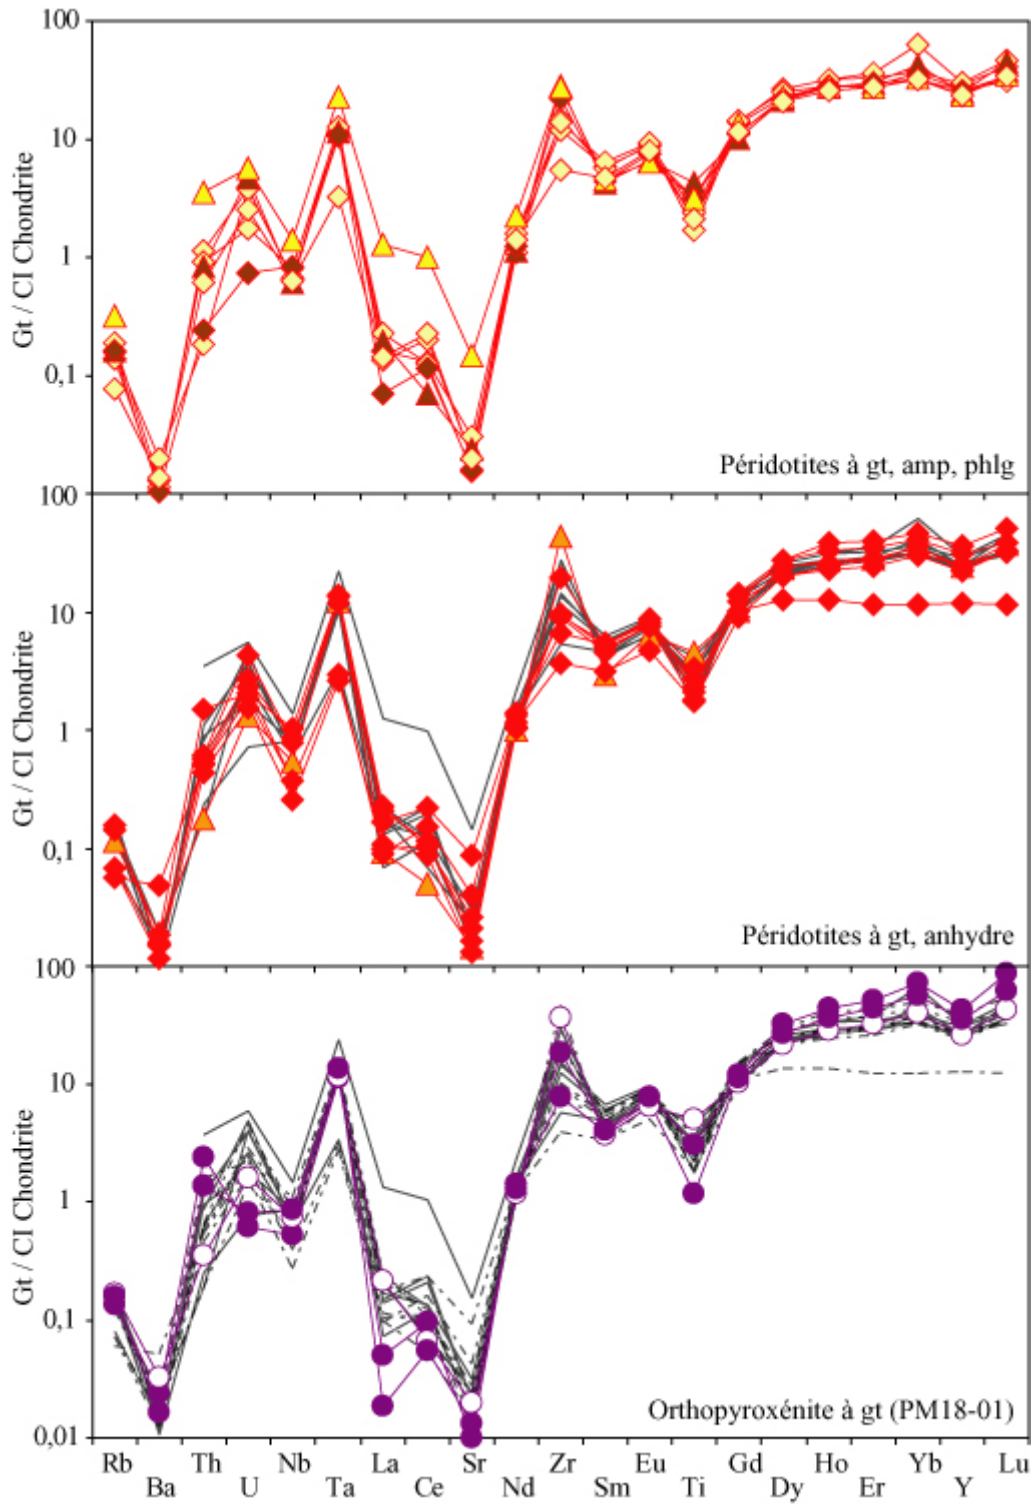 100
10
1
0,1
Gt / CI Chondrite
Péridotites à gt, amp, phlg
100
10
1
0,1
Gt / CI Chondrite
Péridotites à gt, anhydre
100
10
1
0,1
0,01
Gt / CI Chondrite
Orthopyroxénite à gt (PM18-01)
Rb Th Nb La Sr Zr Eu Gd Ho Yb Lu
Ba U Ta Ce Nd Sm Ti Dy Er Y